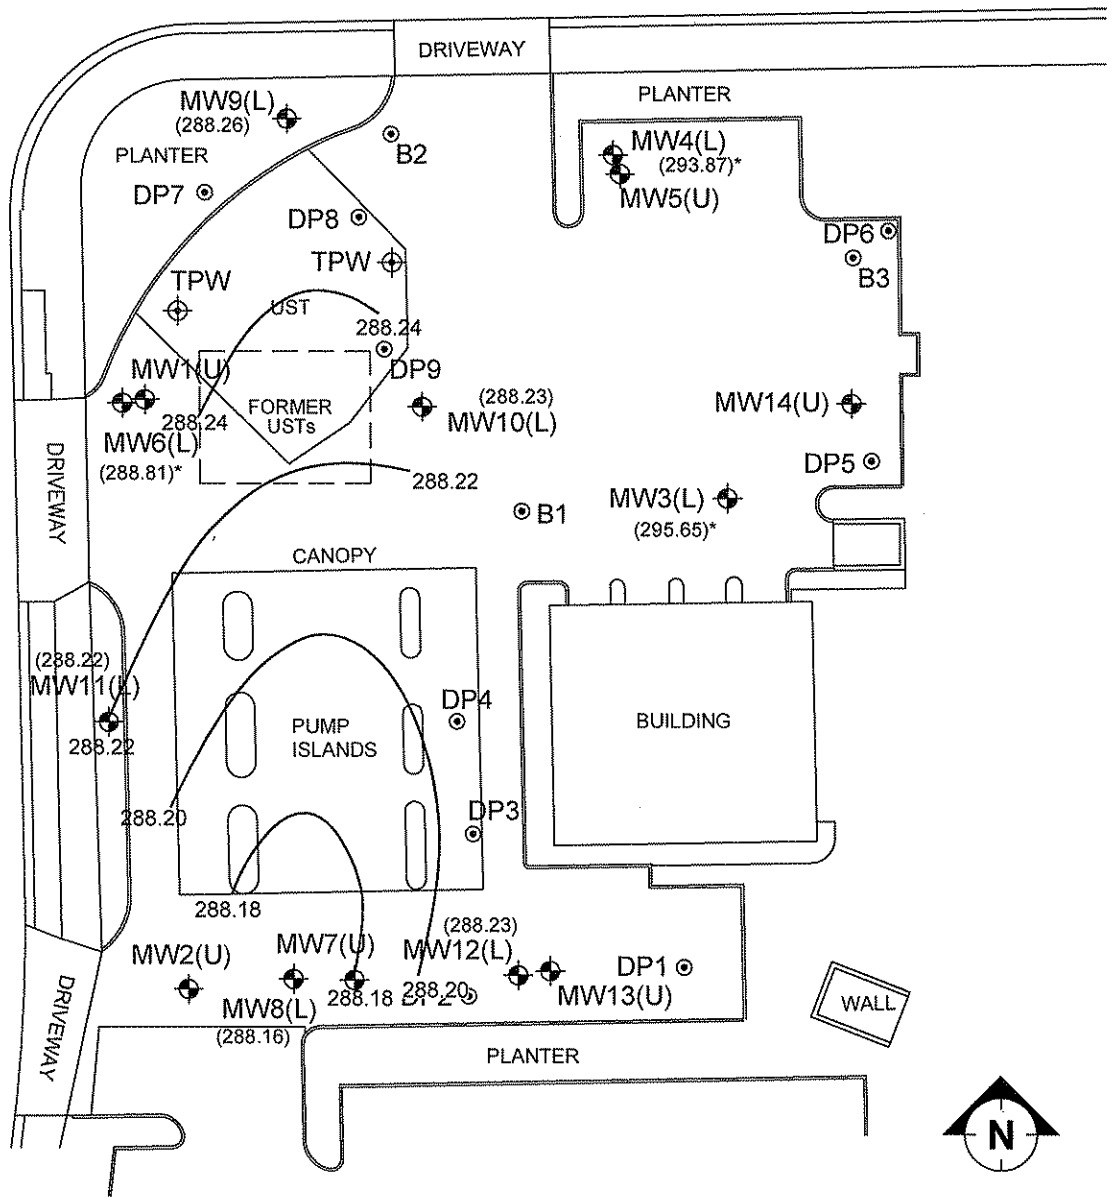 DRIVEWAY
PLANTER
MW9(L)
(288.26)
PLANTER
B2
MW4(L)
(293.87)*
MW5(U)
DP7
DP8
DP6
B3
TPW
TPW
UST
288.24
DP9
MW1(U)
288.24
FORMER
USTs
(288.23)
MW10(L)
MW14(U)
MW6(L)
(288.81)*
DRIVEWAY
288.22
DP5
MW3(L)
(295.65)*
B1
CANOPY
(288.22)
MW11(L)
288.22
PUMP
ISLANDS
DP4
BUILDING
288.20
DP3
288.18
MW2(U)
MW7(U)
(288.23)
MW12(L)
DP1
MW13(U)
288.18
288.20
MW8(L)
(288.16)
DRIVEWAY
WALL
PLANTER
N